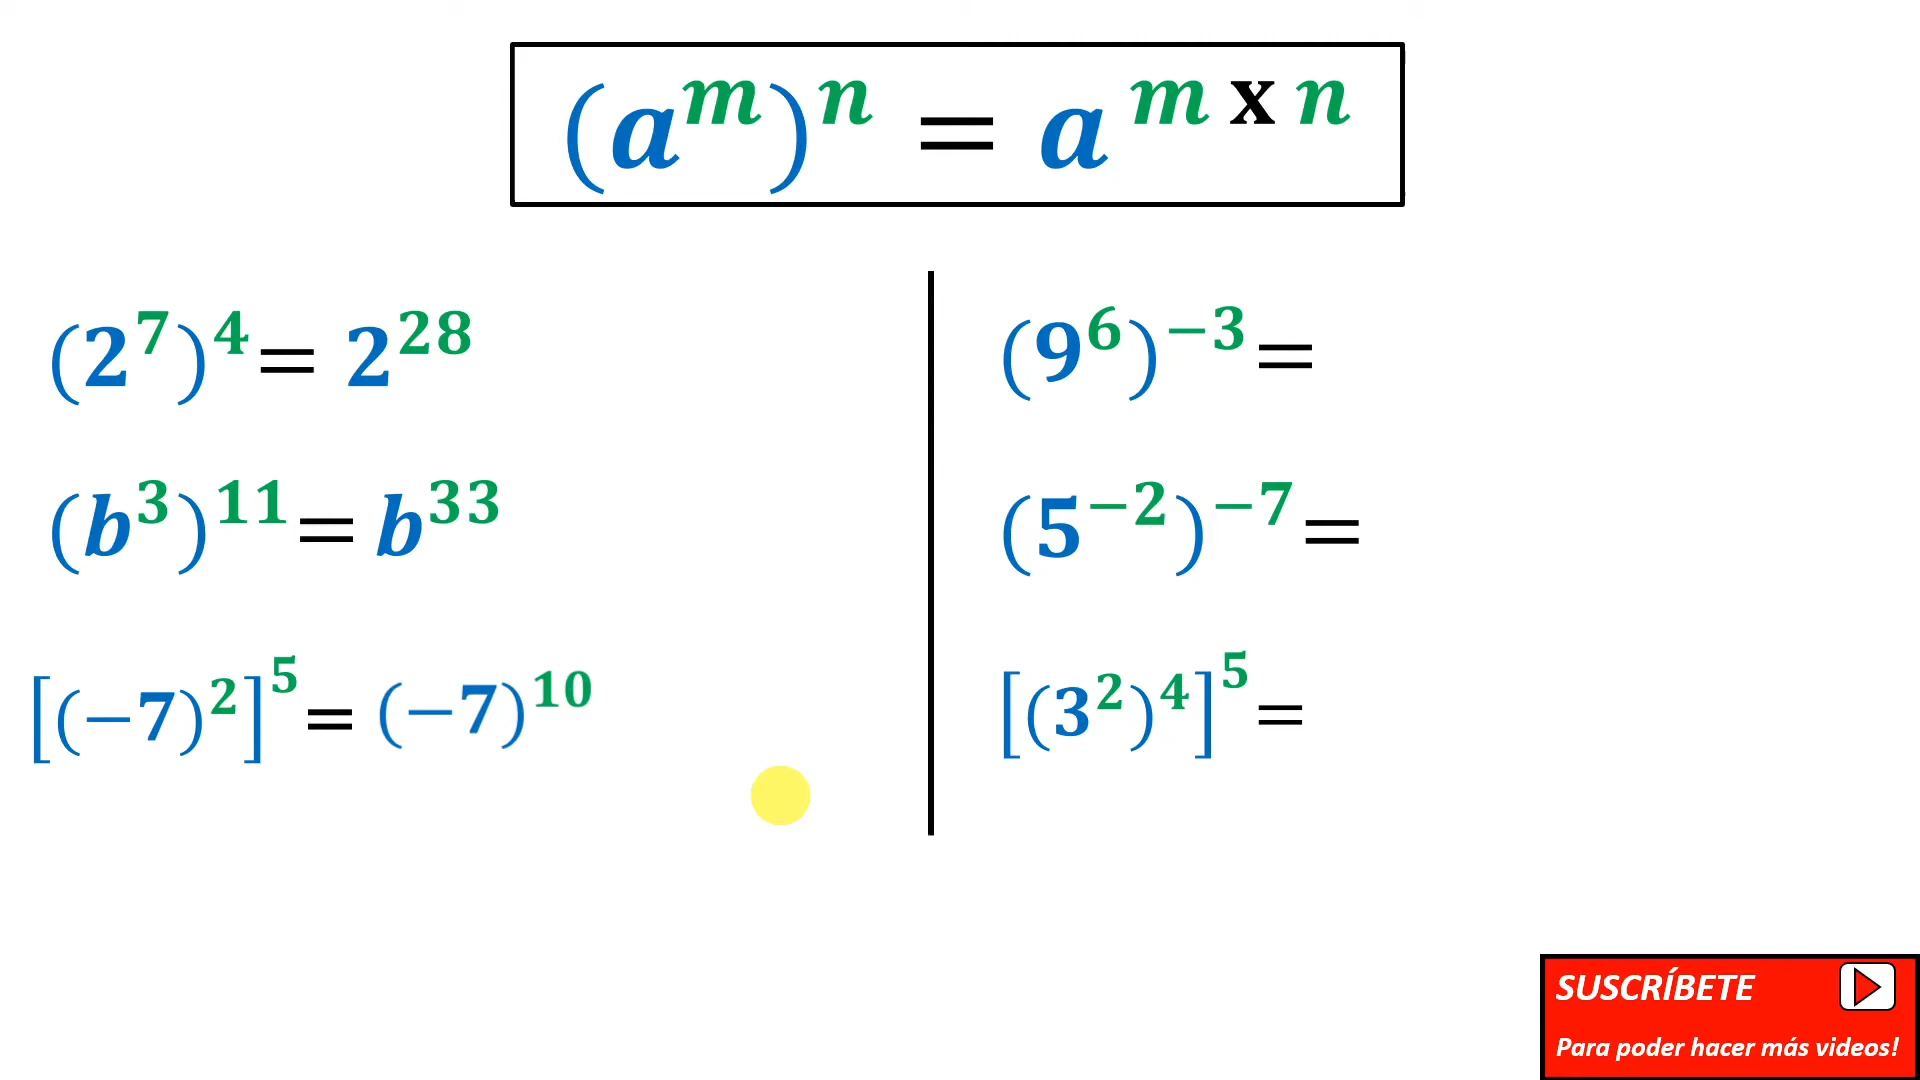 (a^m)^n = a^{m x n}
(2^7)^4 = 2^{28}
(b^3)^{11} = b^{33}
[(−7)^2]^5 = (−7)^{10}
(9^6)^{−3} =
(5^{−2})^{−7} =
[(3^2)^4]^5 =
SUSCRÍBETE
Para poder hacer más videos!